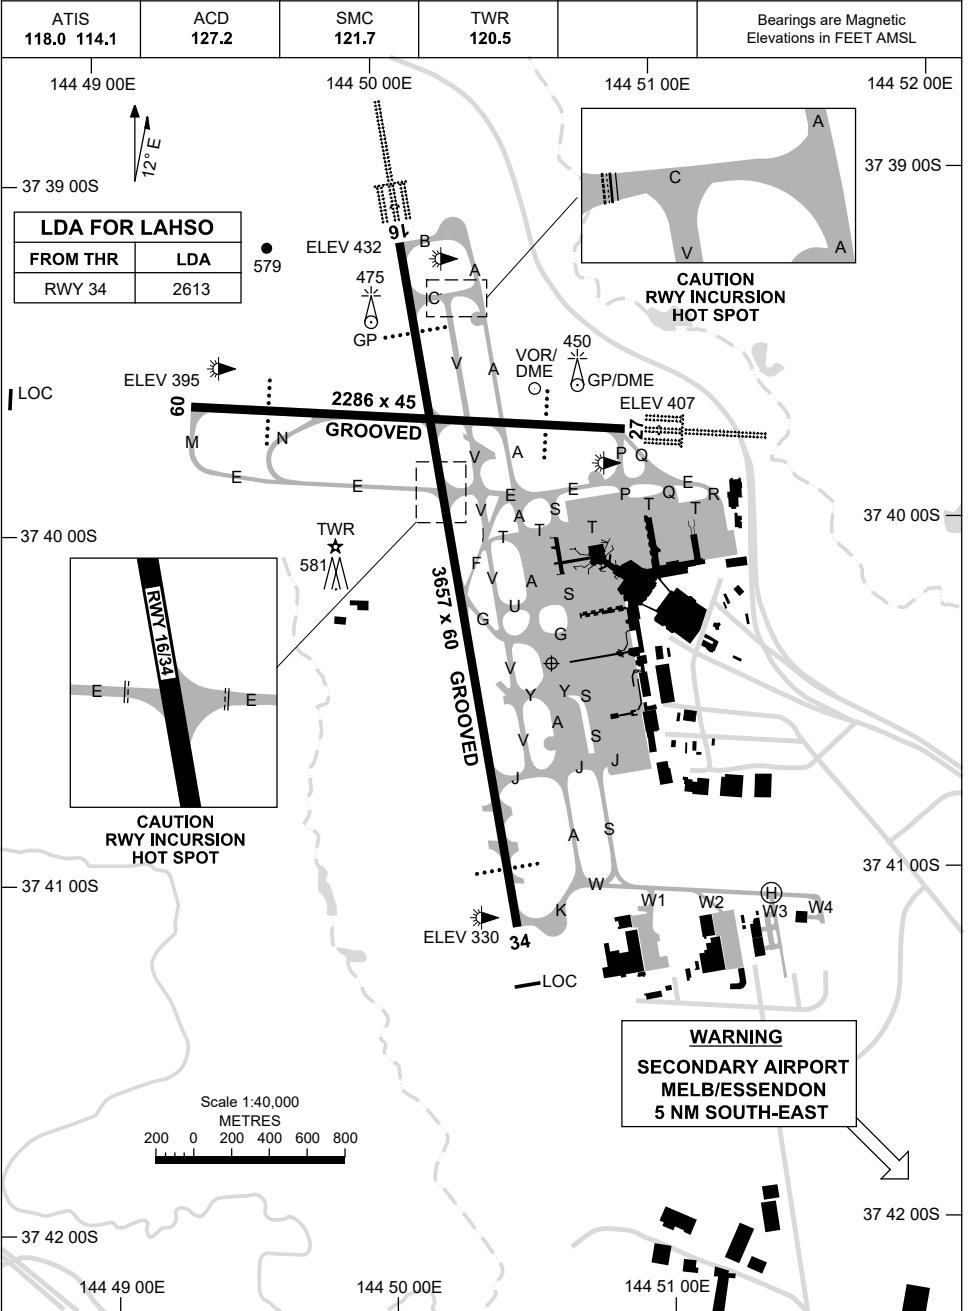 ATIS
118.0 114.1
ACD
127.2
SMC
121.7
TWR
120.5
Bearings are Magnetic
Elevations in FEET AMSL
144 49 00E
144 50 00E
144 51 00E
144 52 00E
12° E
37 39 00S
37 39 00S
LDA FOR LAHSO
FROM THR LDA
RWY 34 2613
579
ELEV 432
16
B
A
C
475
GP
A
C
V
A
CAUTION
RWY INCURSION
HOT SPOT
LOC
ELEV 395
09
2286 x 45
GROOVED
V
A
VOR/
DME
450
GP/DME
ELEV 407
27
M
N
E
E
V
A
P
Q
E
E
E
P
Q
R
S
T
T
V
A
T
T
T
37 40 00S
37 40 00S
TWR
581
F
V
A
S
U
G
G
3657 x 60 GROOVED
RWY 16/34
E
E
CAUTION
RWY INCURSION
HOT SPOT
V
Y
Y
S
A
V
S
J
J
J
A
S
37 41 00S
37 41 00S
W
K
W1
W2
H
W3
W4
ELEV 330
34
LOC
WARNING
SECONDARY AIRPORT
MELB/ESSENDON
5 NM SOUTH-EAST
Scale 1:40,000
METRES
200 0 200 400 600 800
37 42 00S
37 42 00S
144 49 00E
144 50 00E
144 51 00E